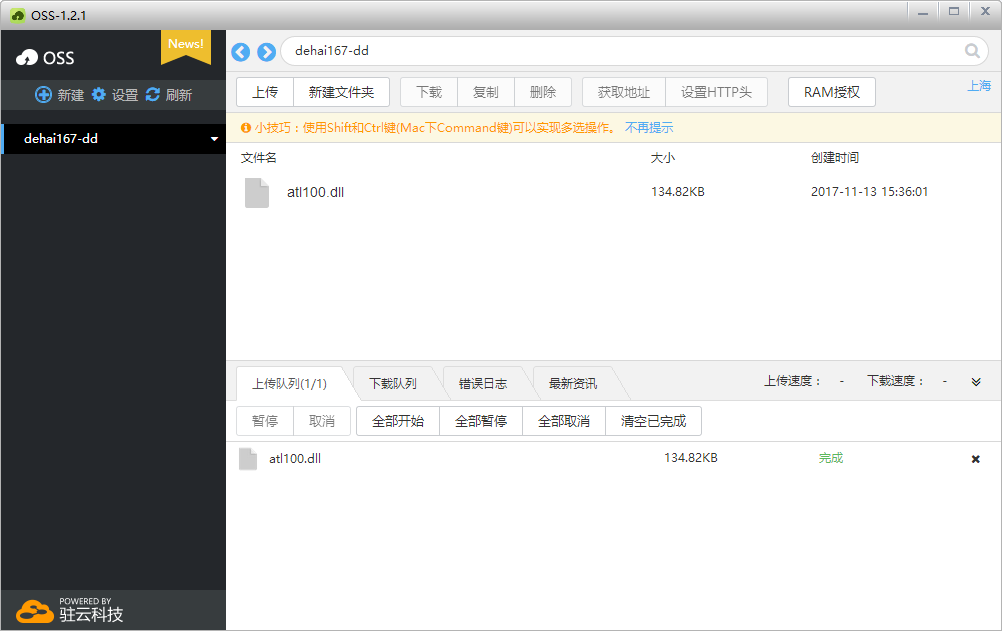 OSS-1.2.1
OSS
News!
新建 设置 刷新
dehai167-dd
POWERED BY
驻云科技
dehai167-dd
上传 新建文件夹 下载 复制 删除 获取地址 设置HTTP头 RAM授权 上海
小技巧：使用Shift和Ctrl键(Mac下Command键)可以实现多选操作。 不再提示
文件名 大小 创建时间
atl100.dll 134.82KB 2017-11-13 15:36:01
上传队列(1/1) 下载队列 错误日志 最新资讯 上传速度： - 下载速度： -
暂停 取消 全部开始 全部暂停 全部取消 清空已完成
atl100.dll 134.82KB 完成